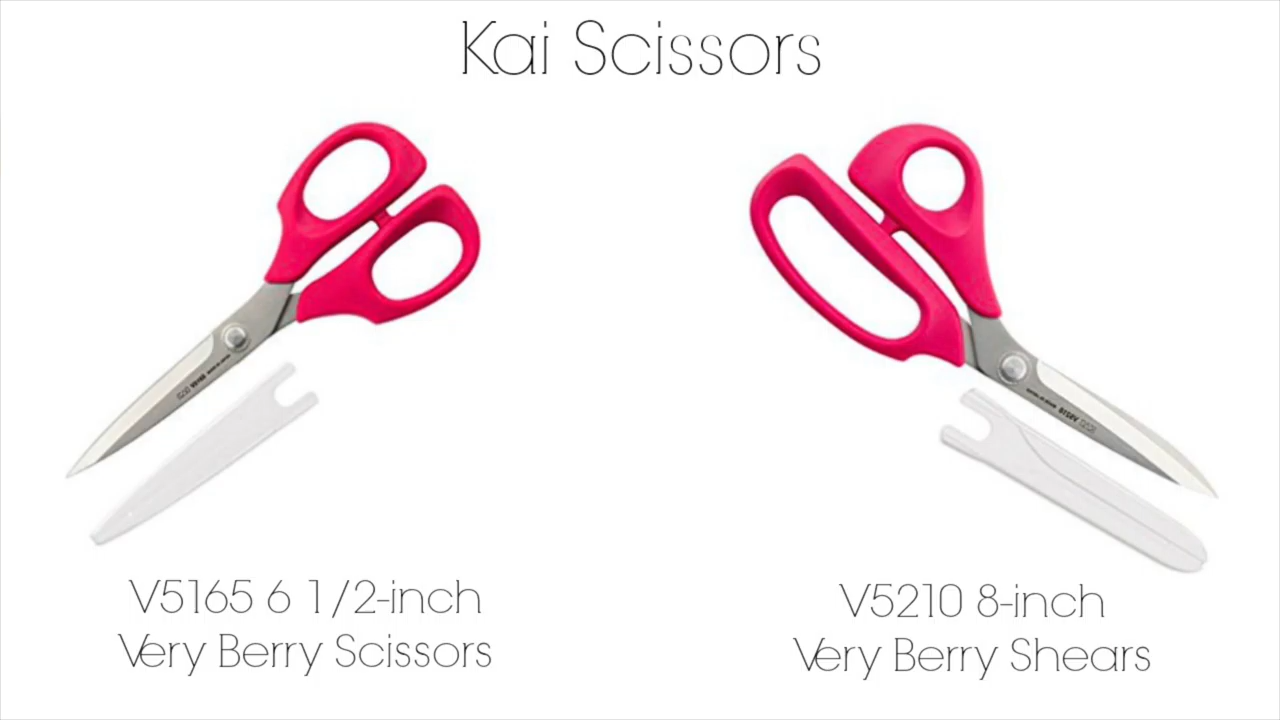 Kai Scissors
V5165 6 1/2-inch
Very Berry Scissors
V5210 8-inch
Very Berry Shears